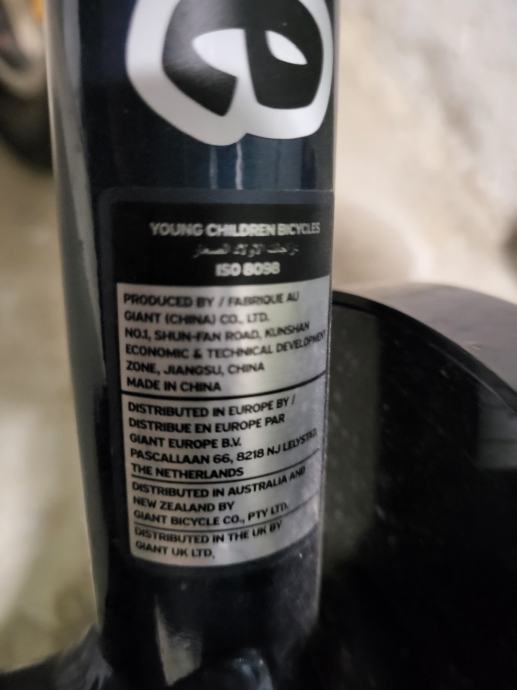 e
YOUNG CHILDREN BICYCLES
ISO 8098
PRODUCED BY / FABRIQUE AU
GIANT (CHINA) CO., LTD.
NO.1, SHUN-FAN ROAD, KUNSHAN
ECONOMIC & TECHNICAL DEVELOPMENT
ZONE, JIANGSU, CHINA
MADE IN CHINA
DISTRIBUTED IN EUROPE BY /
DISTRIBUE EN EUROPE PAR
GIANT EUROPE B.V.
PASCALLAAN 66, 8218 NJ LELYSTAD,
THE NETHERLANDS
DISTRIBUTED IN AUSTRALIA AND
NEW ZEALAND BY
GIANT BICYCLE CO., PTY LTD.
DISTRIBUTED IN THE UK BY
GIANT UK LTD,